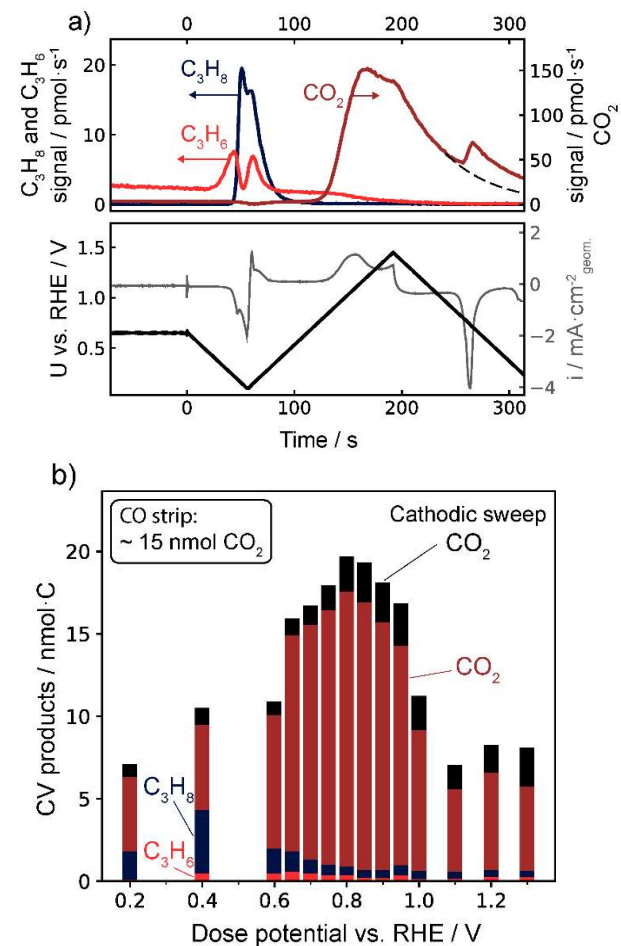 a)
0 100 200 300
C3H8 and C3H6
signal / pmol·s-1
20
10
0
C3H8
C3H6
CO2
150
100
50
0
signal / pmol·s-1
CO2
U vs. RHE / V
1.5
1.0
0.5
2
0
−2
−4
i / mA·cm-2 geom.
0 100 200 300
Time / s
b)
CO strip:
~ 15 nmol CO2
Cathodic sweep
CO2
CO2
C3H8
C3H6
CV products / nmol·C
20
15
10
5
0
0.2 0.4 0.6 0.8 1.0 1.2
Dose potential vs. RHE / V